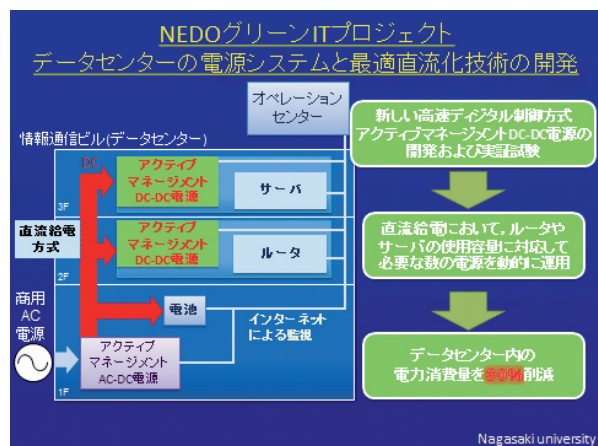 NEDOグリーンITプロジェクト
データセンターの電源システムと最適直流化技術の開発
オペレーション
センター
情報通信ビル(データセンター)
DC
アクティブ
マネージメント
DC-DC電源
サーバ
3F
直流給電
方式
アクティブ
マネージメント
DC-DC電源
ルータ
2F
商用
AC
電源
電池
インターネット
による監視
アクティブ
マネージメント
AC-DC電源
1F
新しい高速ディジタル制御方式
アクティブマネージメントDC-DC電源の
開発および実証試験
直流給電において,ルータや
サーバの使用容量に対応して
必要な数の電源を動的に運用
データセンター内の
電力消費量を30%削減
Nagasaki university